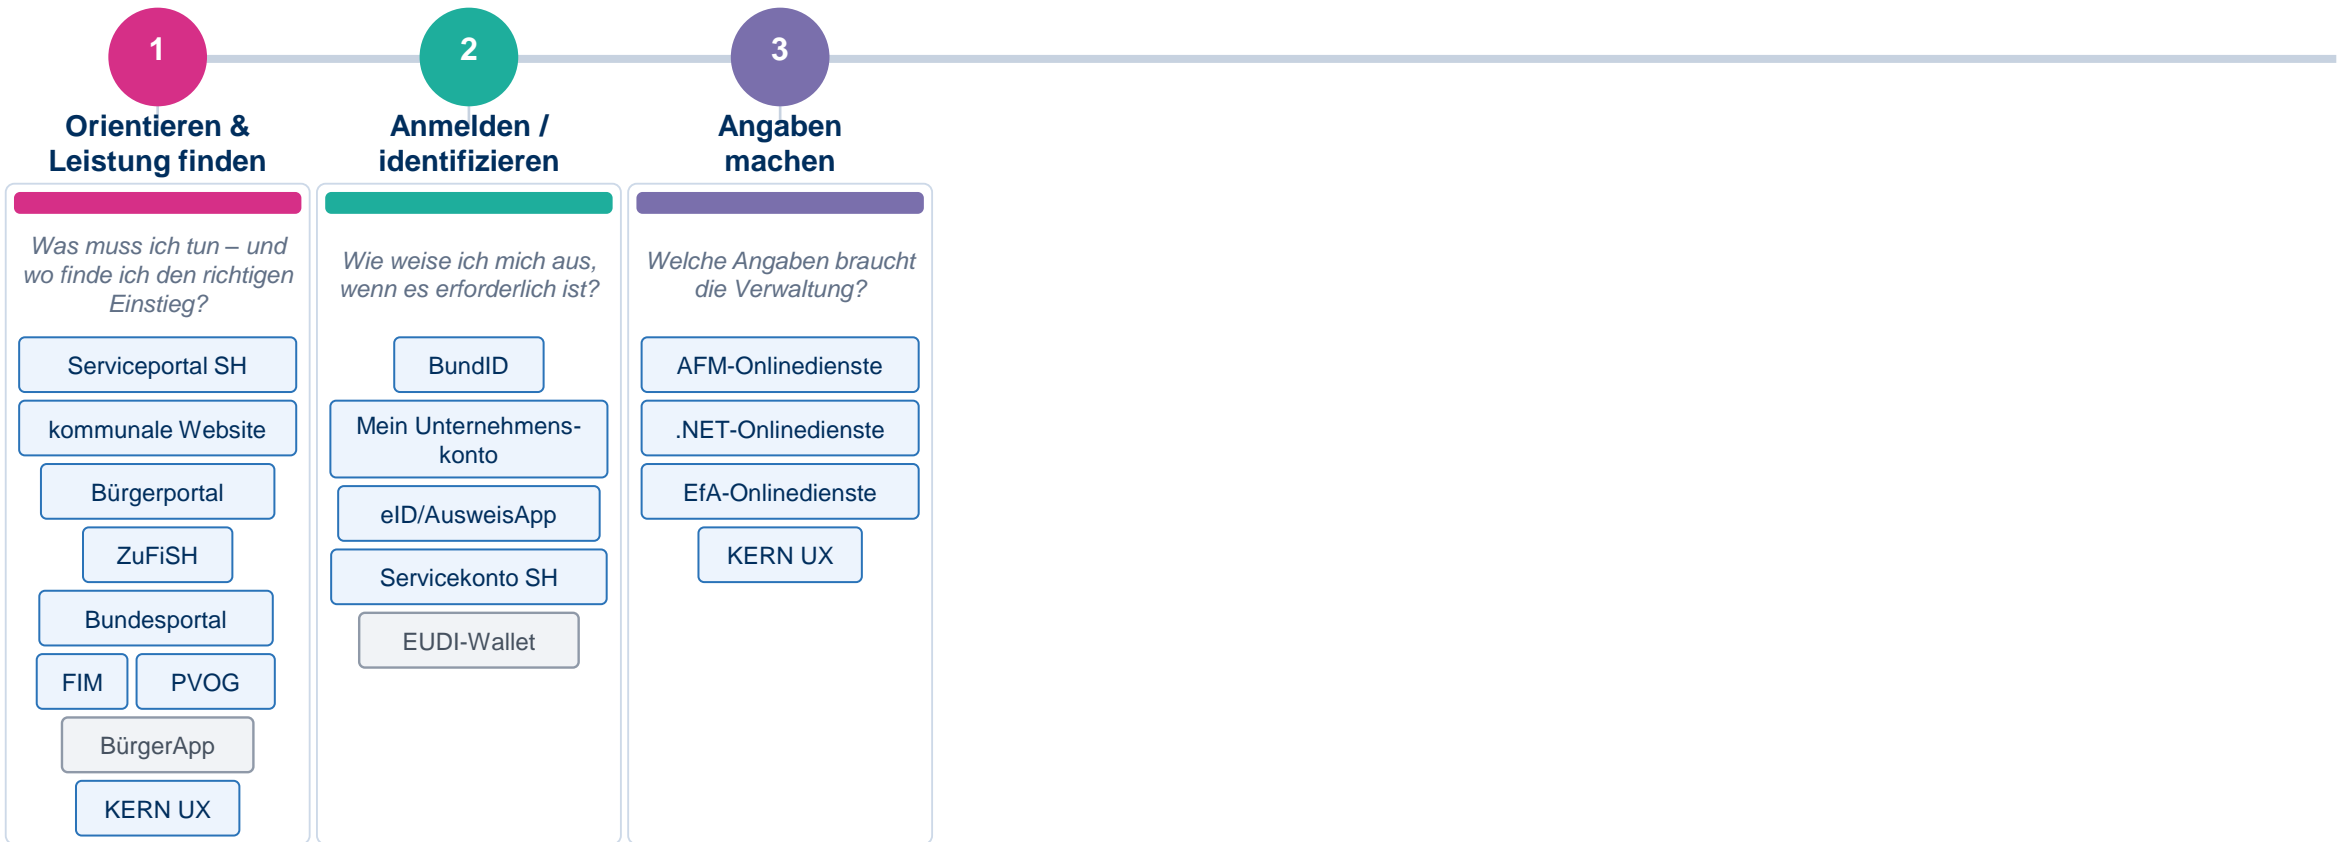 1
Orientieren &
Leistung finden
Was muss ich tun – und
wo finde ich den richtigen
Einstieg?
Serviceportal SH
kommunale Website
Bürgerportal
ZuFiSH
Bundesportal
FIM
PVOG
BürgerApp
KERN UX
2
Anmelden /
identifizieren
Wie weise ich mich aus,
wenn es erforderlich ist?
BundID
Mein Unternehmens-
konto
eID/AusweisApp
Servicekonto SH
EUDI-Wallet
3
Angaben
machen
Welche Angaben braucht
die Verwaltung?
AFM-Onlinedienste
.NET-Onlinedienste
EfA-Onlinedienste
KERN UX